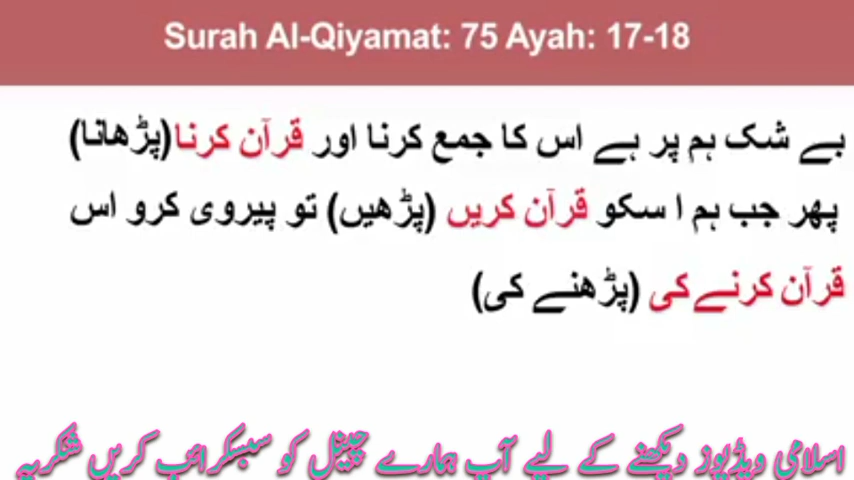 Surah Al-Qiyamat: 75 Ayah: 17-18
بے شک ہم پر ہے اس کا جمع کرنا اور قرآن کرنا(پڑھانا)
پھر جب ہم ا سکو قرآن کریں (پڑھیں) تو پیروی کرو اس
قرآن کرنے کی (پڑھنے کی)
اسلامی ویڈیوز دیکھنے کے لیے آپ ہمارے چینل کو سبسکرائب کریں شکریہ